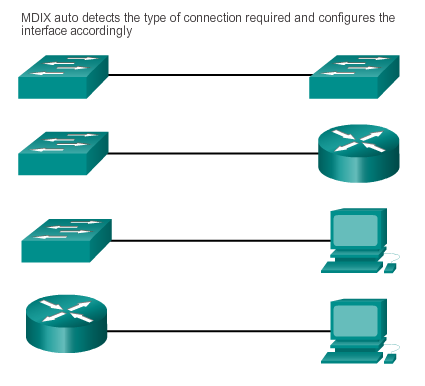 MDIX auto detects the type of connection required and configures the
interface accordingly